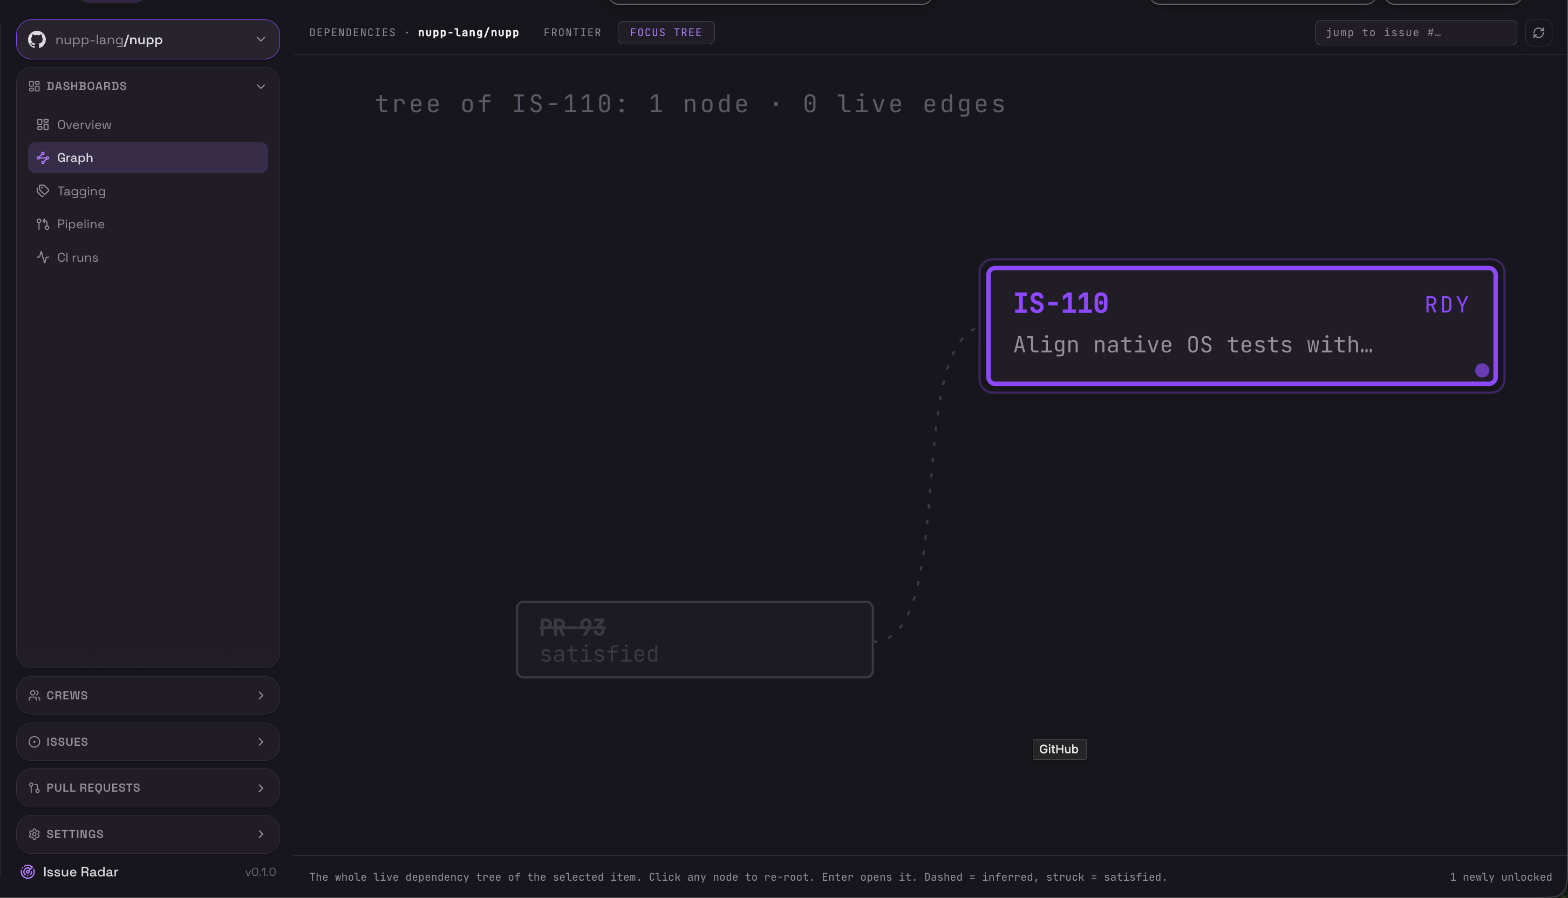 nupp-lang/nupp
DEPENDENCIES · nupp-lang/nupp
FRONTIER
FOCUS TREE
jump to issue #…
DASHBOARDS
Overview
Graph
Tagging
Pipeline
CI runs
tree of IS-110: 1 node · 0 live edges
IS-110
RDY
Align native OS tests with…
PR-93
satisfied
GitHub
CREWS
ISSUES
PULL REQUESTS
SETTINGS
Issue Radar
v0.1.0
The whole live dependency tree of the selected item. Click any node to re-root. Enter opens it. Dashed = inferred, struck = satisfied.
1 newly unlocked